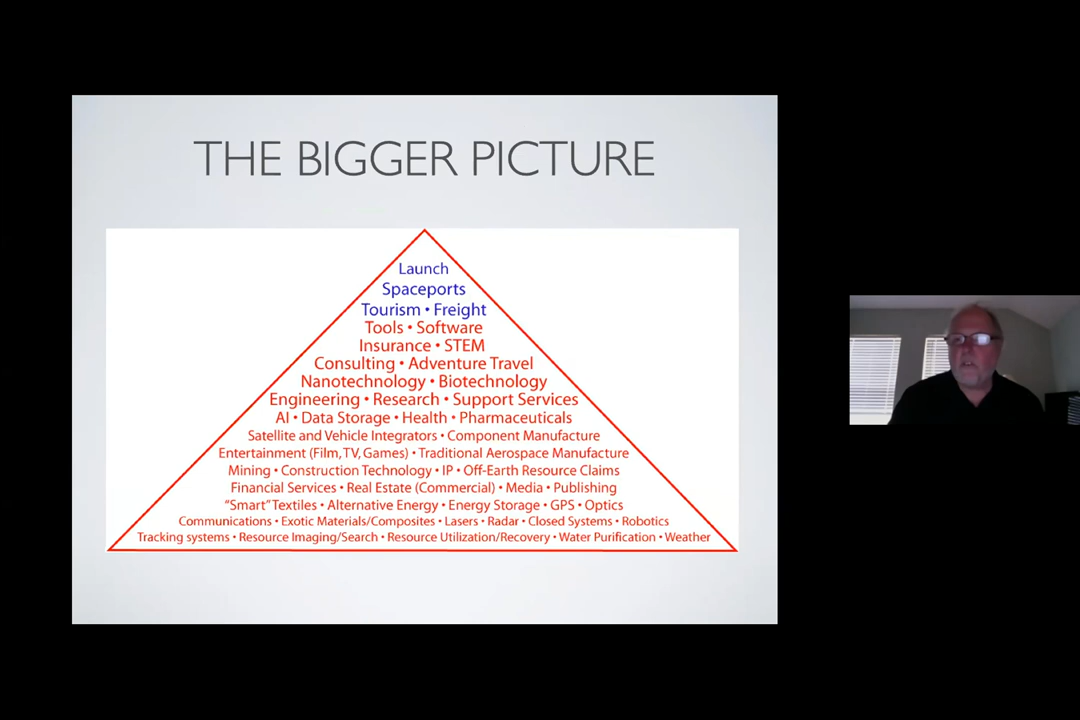 THE BIGGER PICTURE
Launch
Spaceports
Tourism • Freight
Tools • Software
Insurance • STEM
Consulting • Adventure Travel
Nanotechnology • Biotechnology
Engineering • Research • Support Services
AI • Data Storage • Health • Pharmaceuticals
Satellite and Vehicle Integrators • Component Manufacture
Entertainment (Film, TV, Games) • Traditional Aerospace Manufacture
Mining • Construction Technology • IP • Off-Earth Resource Claims
Financial Services • Real Estate (Commercial) • Media • Publishing
“Smart” Textiles • Alternative Energy • Energy Storage • GPS • Optics
Communications • Exotic Materials/Composites • Lasers • Radar • Closed Systems • Robotics
Tracking systems • Resource Imaging/Search • Resource Utilization/Recovery • Water Purification • Weather